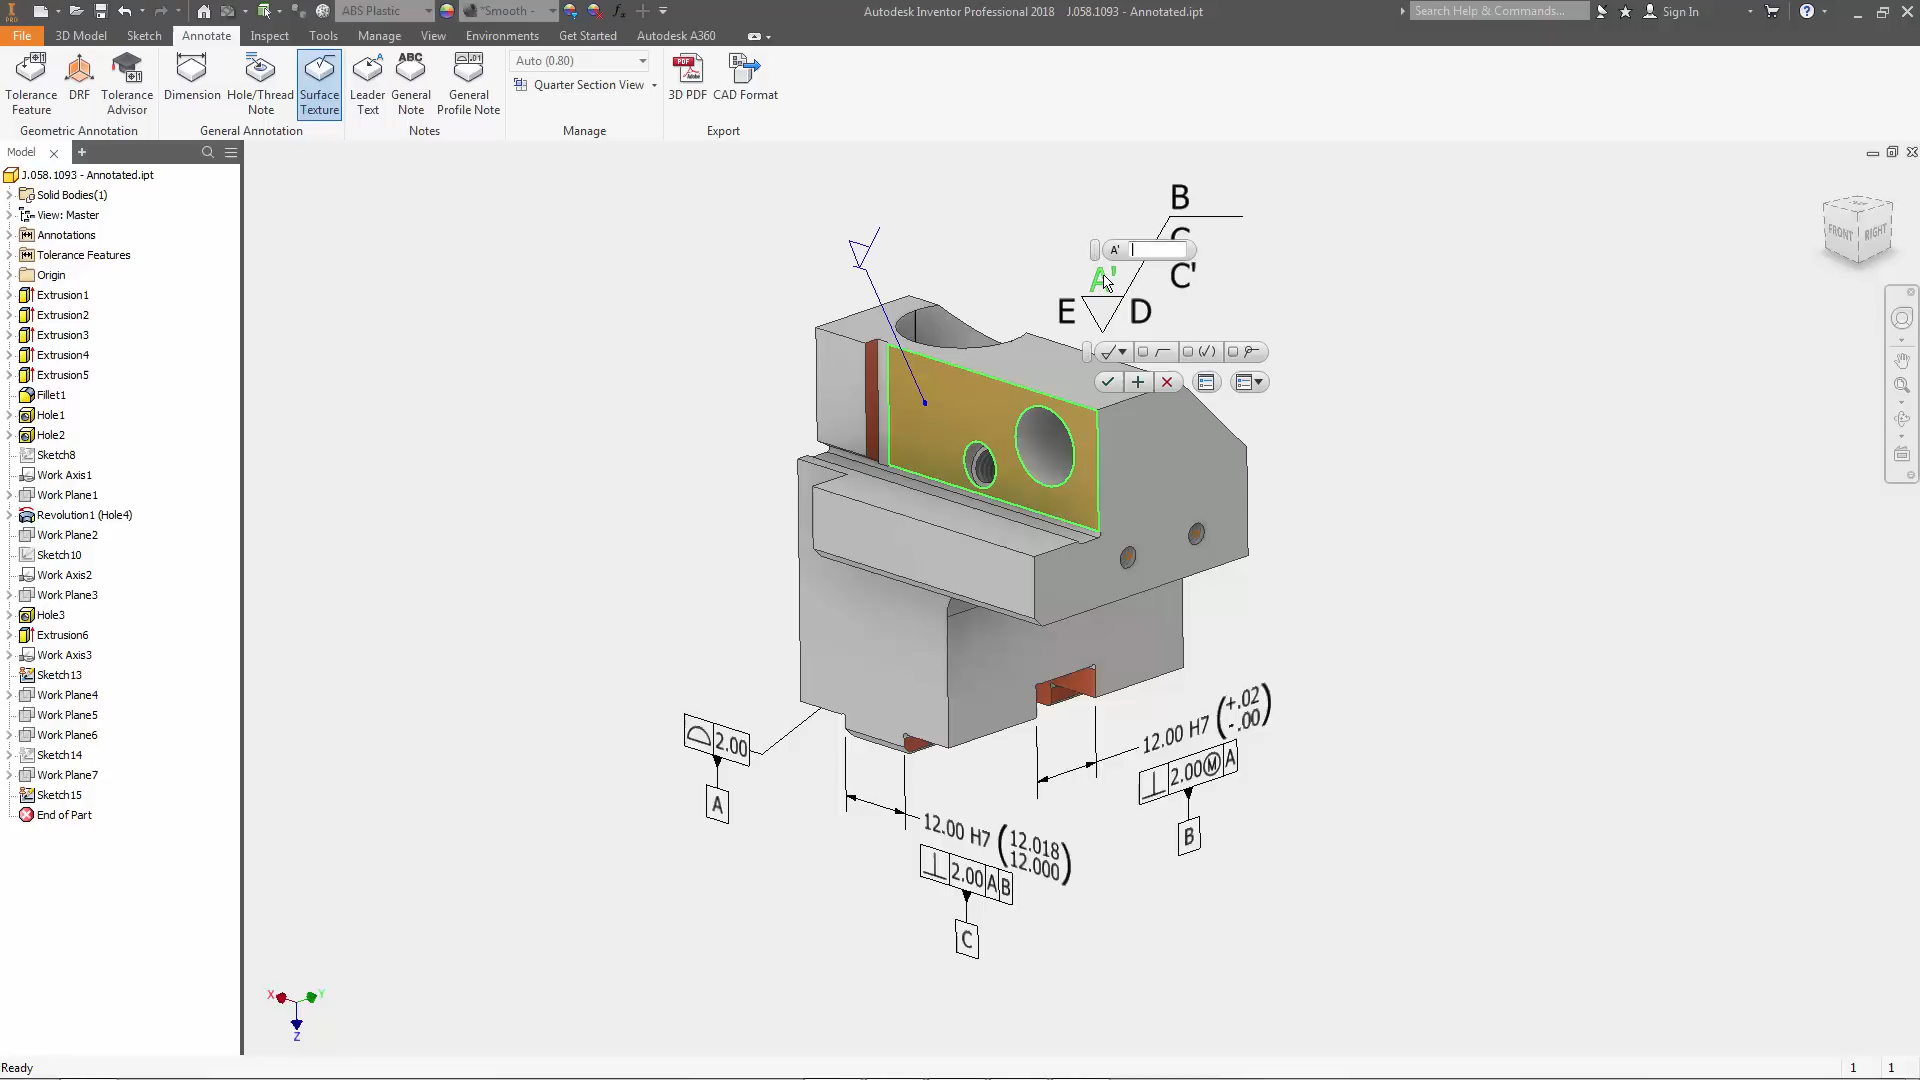 PRO
ABS Plastic
*Smooth -
Autodesk Inventor Professional 2018 J.058.1093 - Annotated.ipt
Search Help & Commands...
Sign In
File
3D Model
Sketch
Annotate
Inspect
Tools
Manage
View
Environments
Get Started
Autodesk A360
Tolerance Feature
DRF
Tolerance Advisor
Dimension
Hole/Thread Note
Surface Texture
Leader Text
General Note
General Profile Note
Auto (0.80)
Quarter Section View
3D PDF
CAD Format
Geometric Annotation
General Annotation
Notes
Manage
Export
Model
J.058.1093 - Annotated.ipt
Solid Bodies(1)
View: Master
Annotations
Tolerance Features
Origin
Extrusion1
Extrusion2
Extrusion3
Extrusion4
Extrusion5
Fillet1
Hole1
Hole2
Sketch8
Work Axis1
Work Plane1
Revolution1 (Hole4)
Work Plane2
Sketch10
Work Axis2
Work Plane3
Hole3
Extrusion6
Work Axis3
Sketch13
Work Plane4
Work Plane5
Work Plane6
Sketch14
Work Plane7
Sketch15
End of Part
B
C
A'
A'
C'
E
D
FRONT
RIGHT
2.00
A
12.00 H7 (+.02 -.00)
2.00 Ⓜ A
B
12.00 H7 (12.018 12.000)
2.00 A B
C
X
Y
Z
Ready
1
1